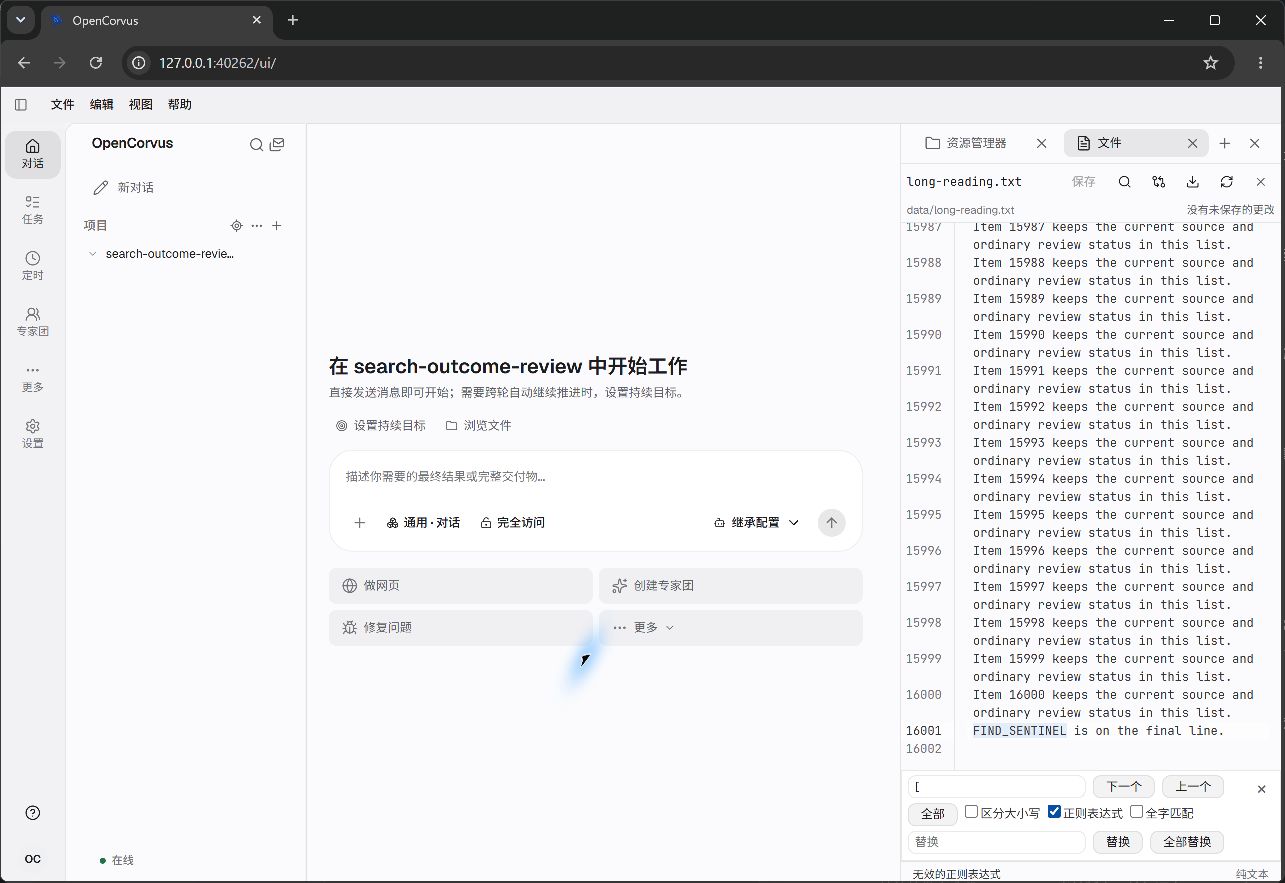 OpenCorvus
127.0.0.1:40262/ui/
文件 编辑 视图 帮助
对话
任务
定时
专家团
更多
设置
OC
OpenCorvus
新对话
项目
search-outcome-revie...
在线
在 search-outcome-review 中开始工作
直接发送消息即可开始；需要跨轮自动继续推进时，设置持续目标。
设置持续目标 浏览文件
描述你需要的最终结果或完整交付物...
通用 · 对话 完全访问 继承配置
做网页 创建专家团
修复问题 更多
资源管理器 文件
long-reading.txt 保存
data/long-reading.txt 没有未保存的更改
15987 Item 15987 keeps the current source and
ordinary review status in this list.
15988 Item 15988 keeps the current source and
ordinary review status in this list.
15989 Item 15989 keeps the current source and
ordinary review status in this list.
15990 Item 15990 keeps the current source and
ordinary review status in this list.
15991 Item 15991 keeps the current source and
ordinary review status in this list.
15992 Item 15992 keeps the current source and
ordinary review status in this list.
15993 Item 15993 keeps the current source and
ordinary review status in this list.
15994 Item 15994 keeps the current source and
ordinary review status in this list.
15995 Item 15995 keeps the current source and
ordinary review status in this list.
15996 Item 15996 keeps the current source and
ordinary review status in this list.
15997 Item 15997 keeps the current source and
ordinary review status in this list.
15998 Item 15998 keeps the current source and
ordinary review status in this list.
15999 Item 15999 keeps the current source and
ordinary review status in this list.
16000 Item 16000 keeps the current source and
ordinary review status in this list.
16001 FIND_SENTINEL is on the final line.
16002
[ 下一个 上一个
全部 区分大小写 正则表达式 全字匹配
替换 替换 全部替换
无效的正则表达式 纯文本